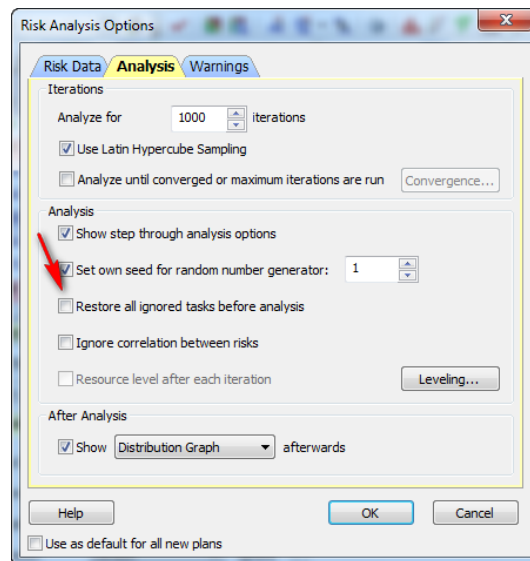 Risk Analysis Options
Risk Data Analysis Warnings
Iterations
Analyze for 1000 iterations
Use Latin Hypercube Sampling
Analyze until converged or maximum iterations are run Convergence...
Analysis
Show step through analysis options
Set own seed for random number generator: 1
Restore all ignored tasks before analysis
Ignore correlation between risks
Resource level after each iteration Leveling...
After Analysis
Show Distribution Graph afterwards
Help OK Cancel
Use as default for all new plans